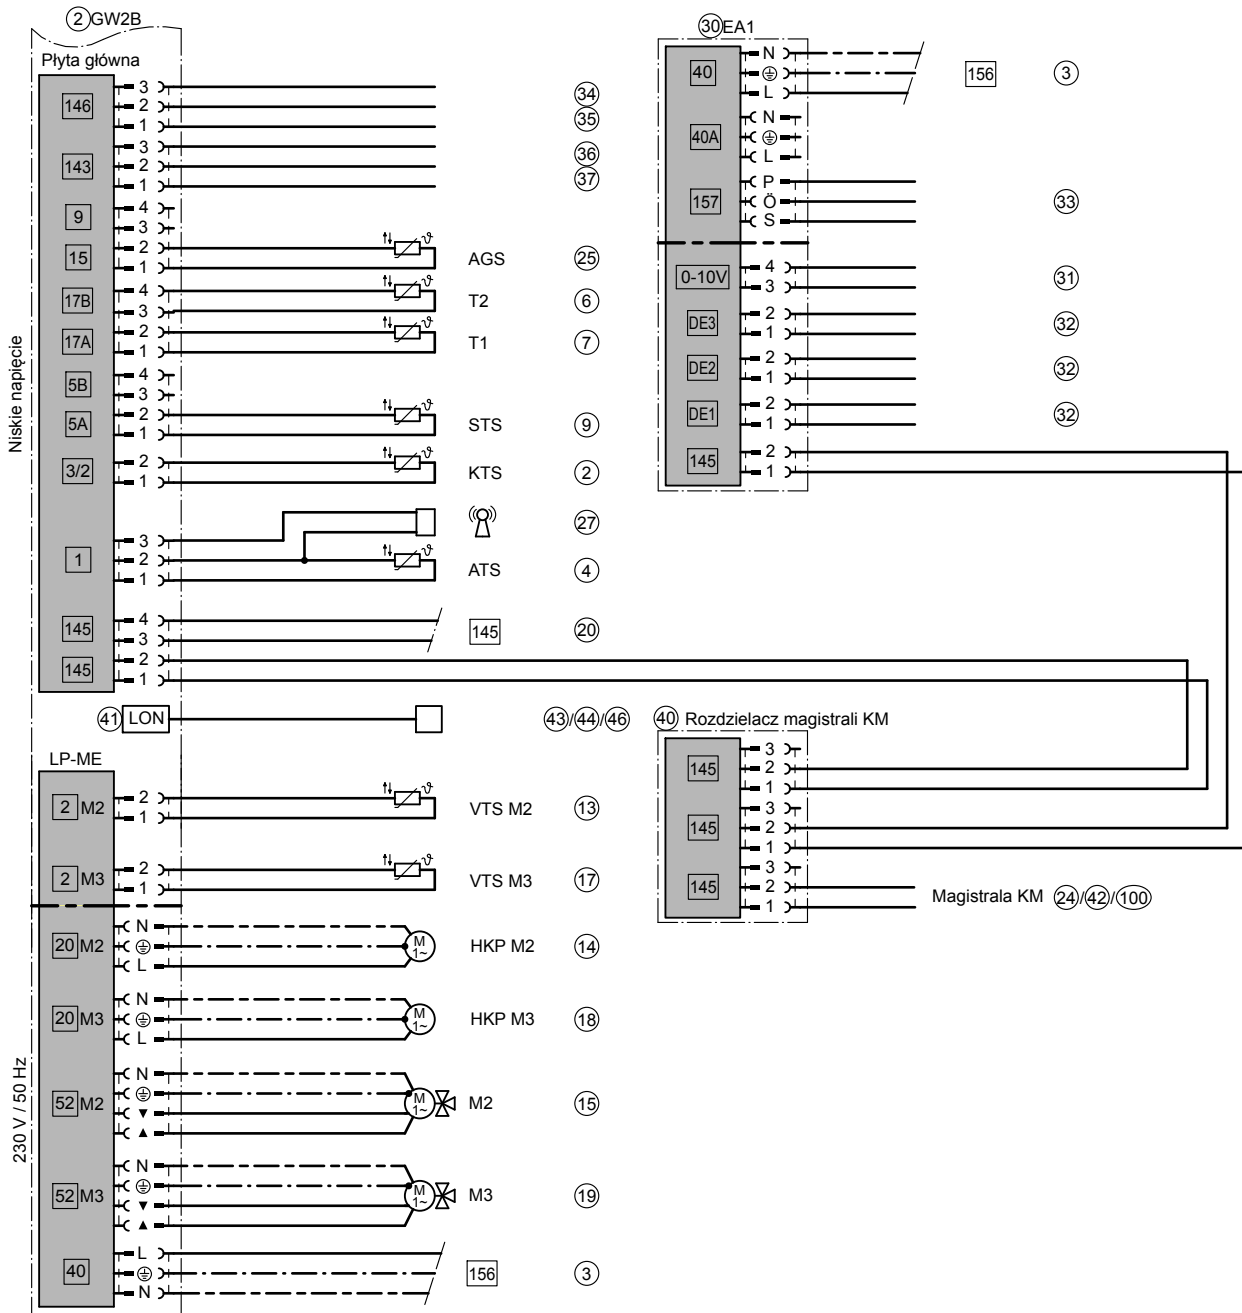 2 GW2B
Płyta główna
Niskie napięcie
146
3
2
1
34
35
143
3
2
1
36
37
9
4
3
15
2
1
AGS 25
17B
4
3
T2 6
17A
2
1
T1 7
5B
4
3
5A
2
1
STS 9
3/2
2
1
KTS 2
27
1
3
2
1
ATS 4
145
4
3
145 20
145
2
1
41 LON 43/44/46
LP-ME
2 M2
2
1
VTS M2 13
2 M3
2
1
VTS M3 17
230 V / 50 Hz
20 M2
N
L
M
1~
HKP M2 14
20 M3
N
L
M
1~
HKP M3 18
52 M2
N
▼
▲
M
1~
M2 15
52 M3
N
▼
▲
M
1~
M3 19
40
L
N
156 3
30 EA1
40
N
L
156 3
40A
N
L
157
P
Ö
S
33
0-10V
4
3
31
DE3
2
1
32
DE2
2
1
32
DE1
2
1
32
145
2
1
40 Rozdzielacz magistrali KM
145
3
2
1
145
3
2
1
145
3
2
1
Magistrala KM 24/42/100